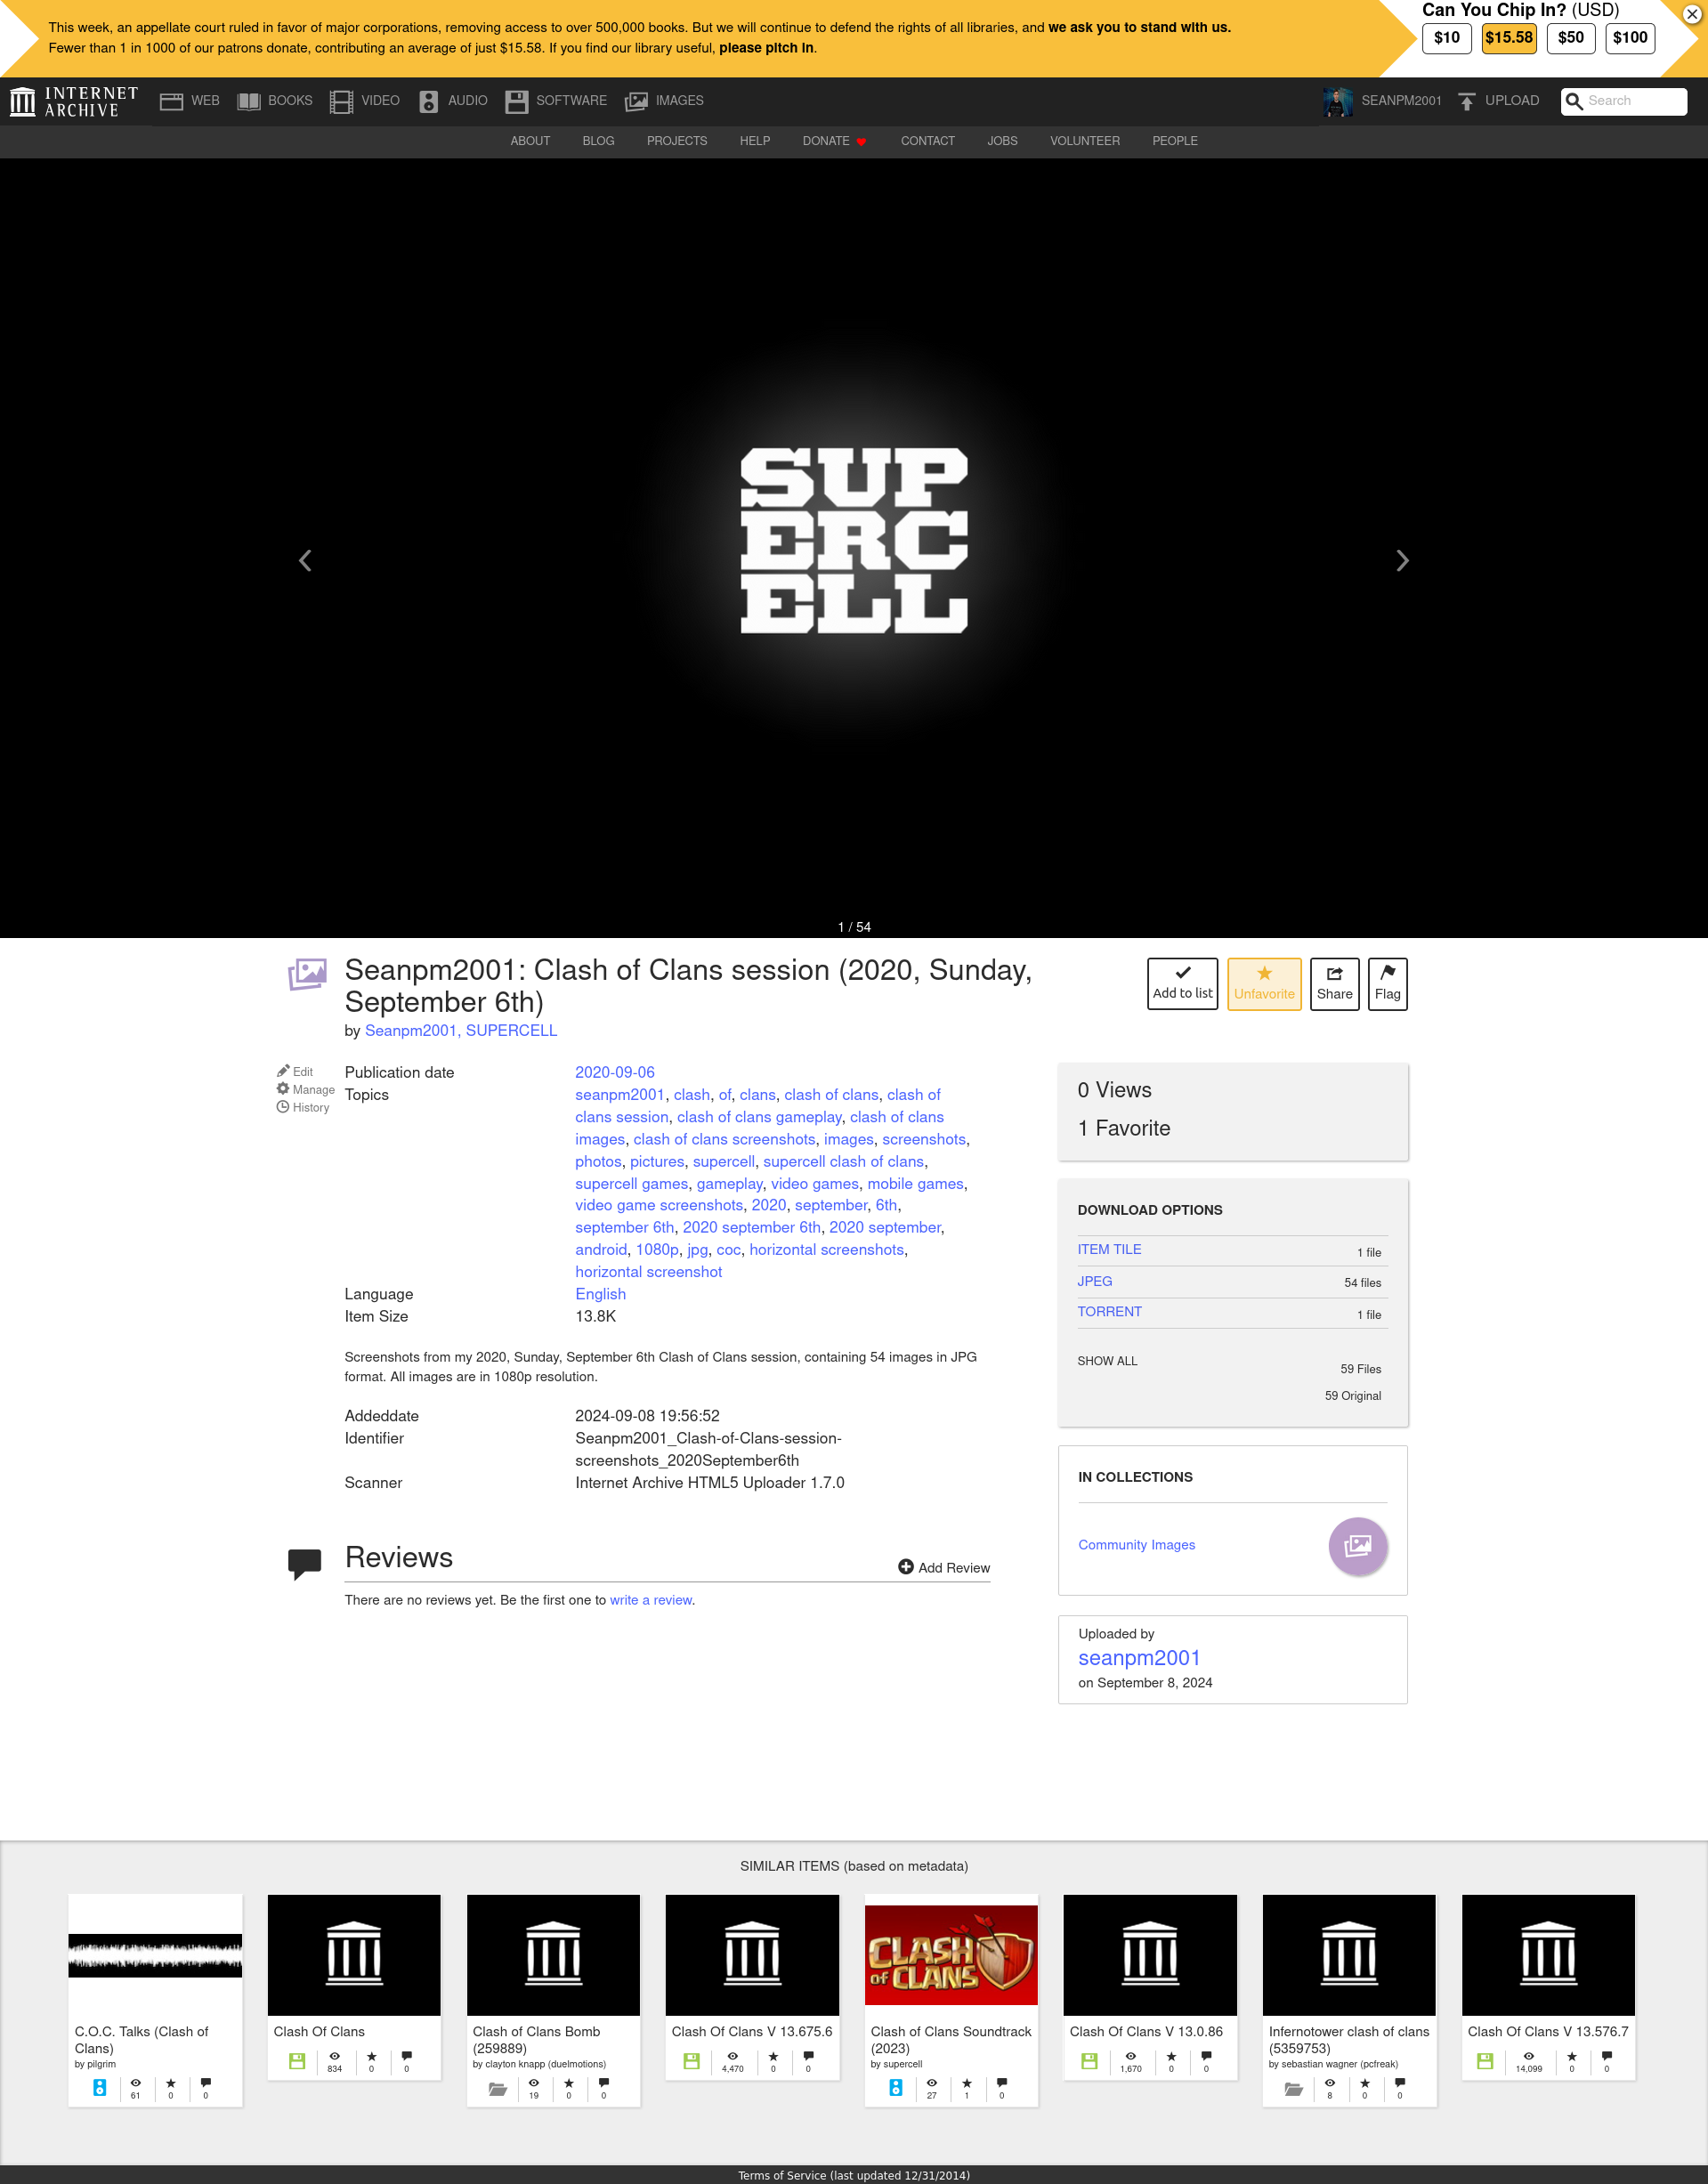 This week, an appellate court ruled in favor of major corporations, removing access to over 500,000 books. But we will continue to defend the rights of all libraries, and we ask you to stand with us.
Fewer than 1 in 1000 of our patrons donate, contributing an average of just $15.58. If you find our library useful, please pitch in.
Can You Chip In? (USD)
$10 $15.58 $50 $100
INTERNET
ARCHIVE
WEB BOOKS VIDEO AUDIO SOFTWARE IMAGES SEANPM2001 UPLOAD Search
ABOUT BLOG PROJECTS HELP DONATE CONTACT JOBS VOLUNTEER PEOPLE
SUP
ERC
ELL
1 / 54
Seanpm2001: Clash of Clans session (2020, Sunday,
September 6th)
by Seanpm2001, SUPERCELL
Add to list Unfavorite Share Flag
Edit
Manage
History
Publication date 2020-09-06
Topics seanpm2001, clash, of, clans, clash of clans, clash of
clans session, clash of clans gameplay, clash of clans
images, clash of clans screenshots, images, screenshots,
photos, pictures, supercell, supercell clash of clans,
supercell games, gameplay, video games, mobile games,
video game screenshots, 2020, september, 6th,
september 6th, 2020 september 6th, 2020 september,
android, 1080p, jpg, coc, horizontal screenshots,
horizontal screenshot
Language English
Item Size 13.8K
Screenshots from my 2020, Sunday, September 6th Clash of Clans session, containing 54 images in JPG
format. All images are in 1080p resolution.
Addeddate 2024-09-08 19:56:52
Identifier Seanpm2001_Clash-of-Clans-session-
screenshots_2020September6th
Scanner Internet Archive HTML5 Uploader 1.7.0
Reviews
Add Review
There are no reviews yet. Be the first one to write a review.
0 Views
1 Favorite
DOWNLOAD OPTIONS
ITEM TILE 1 file
JPEG 54 files
TORRENT 1 file
SHOW ALL 59 Files
59 Original
IN COLLECTIONS
Community Images
Uploaded by
seanpm2001
on September 8, 2024
SIMILAR ITEMS (based on metadata)
C.O.C. Talks (Clash of
Clans)
by pilgrim
61 0 0
Clash Of Clans
834 0 0
Clash of Clans Bomb
(259889)
by clayton knapp (duelmotions)
19 0 0
Clash Of Clans V 13.675.6
4,470 0 0
CLASH
OF CLANS
Clash of Clans Soundtrack
(2023)
by supercell
27 1 0
Clash Of Clans V 13.0.86
1,670 0 0
Infernotower clash of clans
(5359753)
by sebastian wagner (pcfreak)
8 0 0
Clash Of Clans V 13.576.7
14,099 0 0
Terms of Service (last updated 12/31/2014)